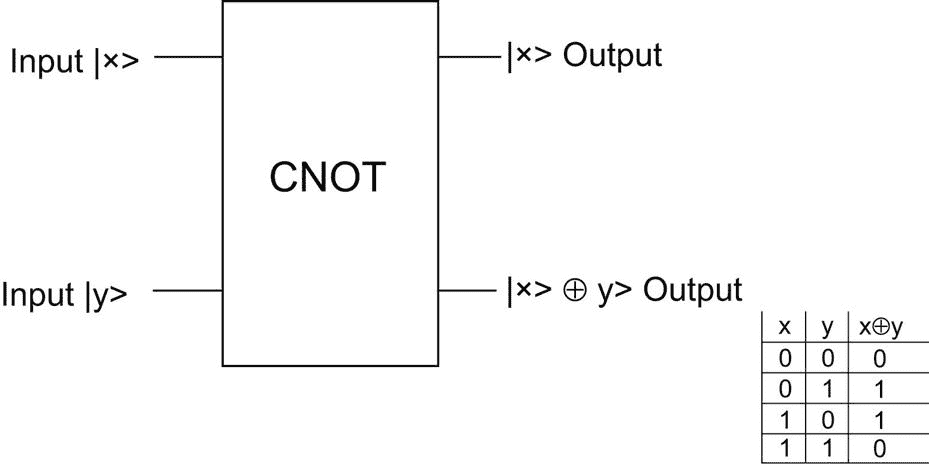 Input |×>
|×> Output
CNOT
Input |y>
|×> ⊕ y> Output
x y x⊕y
0 0 0
0 1 1
1 0 1
1 1 0